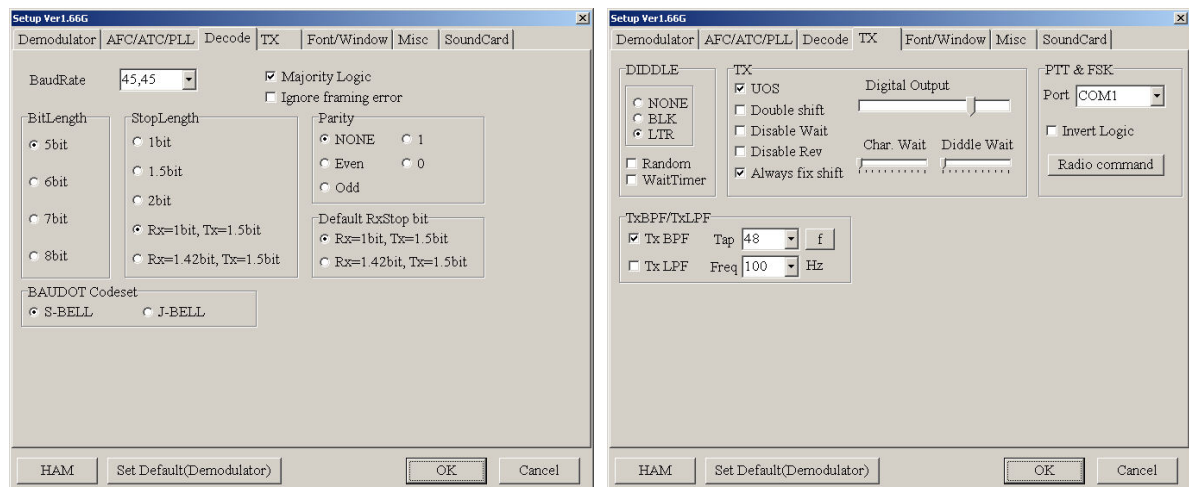 Setup Ver1.66G
Demodulator AFC/ATC/PLL Decode TX Font/Window Misc SoundCard
BaudRate 45,45
Majority Logic
Ignore framing error
BitLength
5bit
6bit
7bit
8bit
StopLength
1bit
1.5bit
2bit
Rx=1bit, Tx=1.5bit
Rx=1.42bit, Tx=1.5bit
Parity
NONE 1
Even 0
Odd
Default RxStop bit
Rx=1bit, Tx=1.5bit
Rx=1.42bit, Tx=1.5bit
BAUDOT Codeset
S-BELL J-BELL
HAM Set Default(Demodulator) OK Cancel
Setup Ver1.66G
Demodulator AFC/ATC/PLL Decode TX Font/Window Misc SoundCard
DIDDLE
NONE
BLK
LTR
Random
WaitTimer
TX
UOS
Double shift
Disable Wait
Disable Rev
Always fix shift
Digital Output
Char. Wait Diddle Wait
PTT & FSK
Port COM1
Invert Logic
Radio command
TxBPF/TxLPF
Tx BPF Tap 48 f
Tx LPF Freq 100 Hz
HAM Set Default(Demodulator) OK Cancel